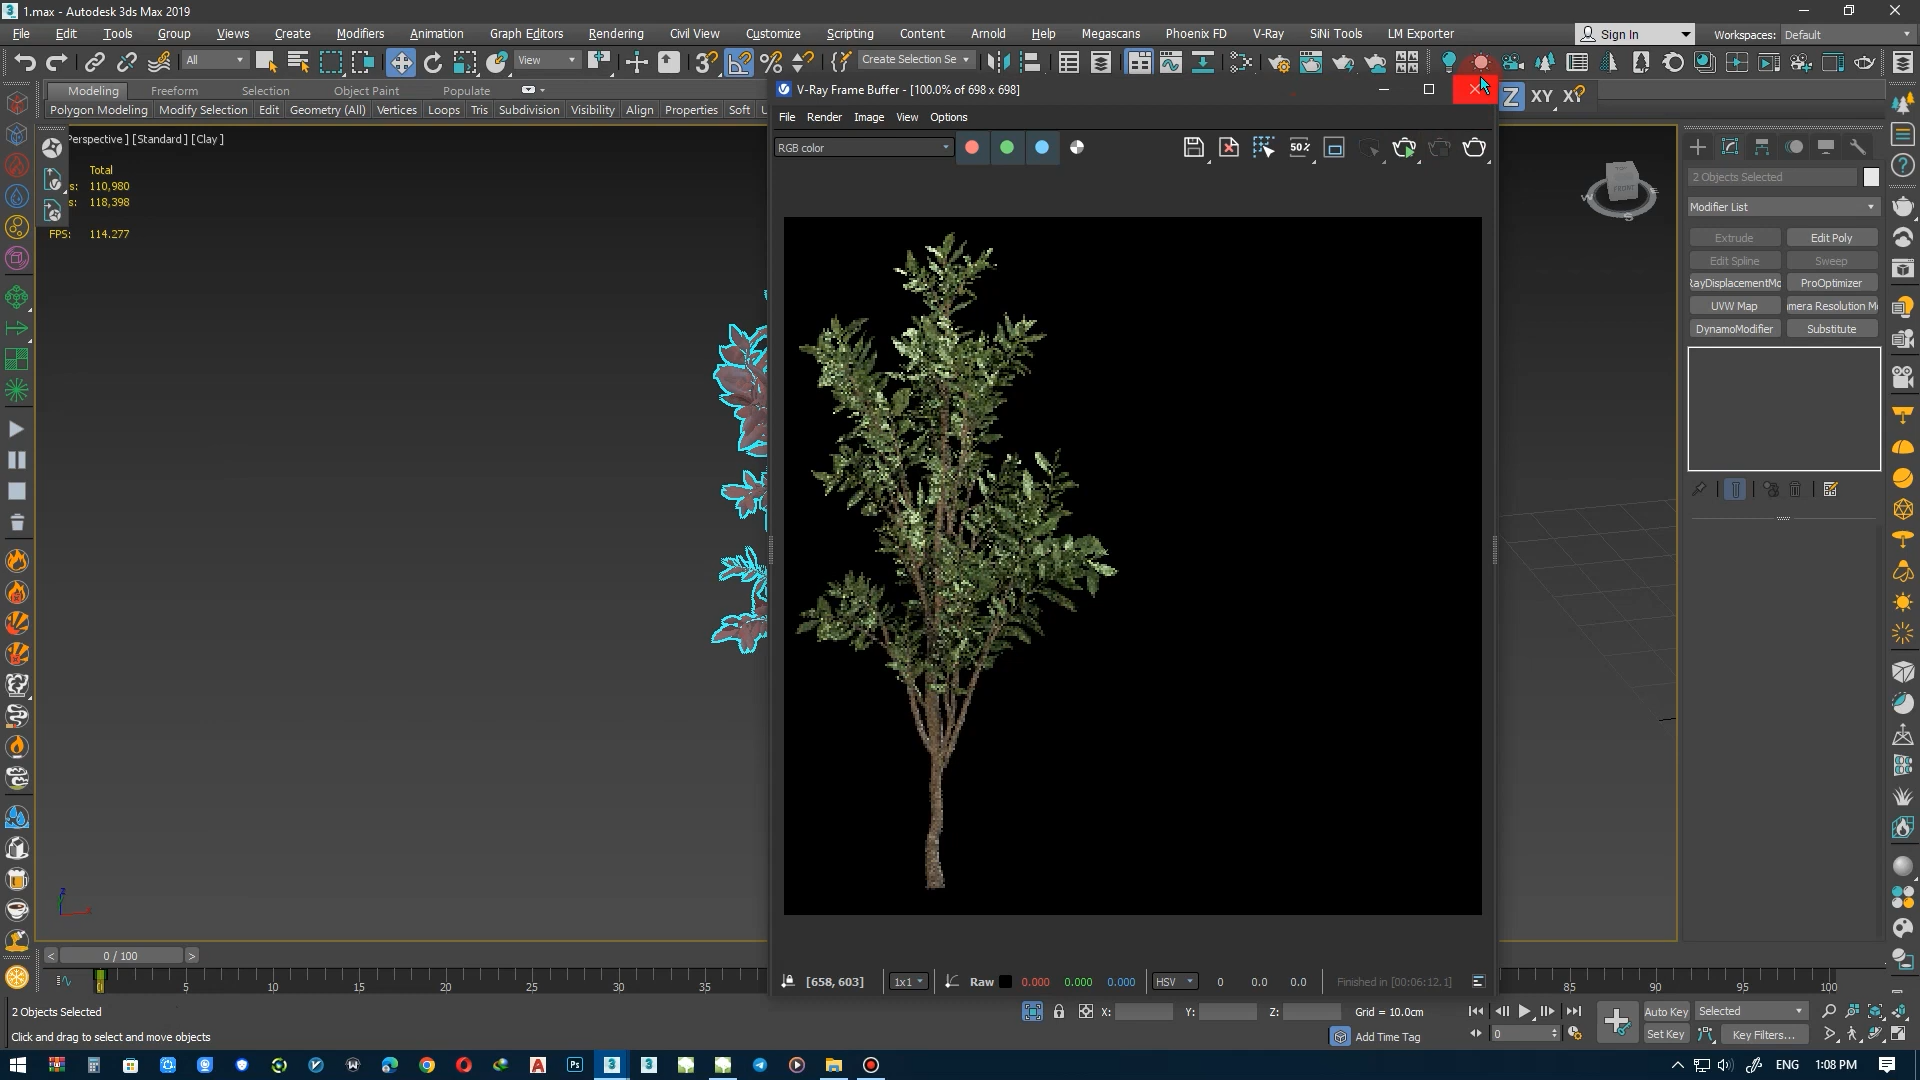 1.max - Autodesk 3ds Max 2019
File Edit Tools Group Views Create Modifiers Animation Graph Editors Rendering Civil View Customize Scripting Content Arnold Help Megascans Phoenix FD V-Ray SiNi Tools LM Exporter Sign In Workspaces: Default
All View Create Selection Se
Modeling Freeform Selection Object Paint Populate
Polygon Modeling Modify Selection Edit Geometry (All) Vertices Loops Tris Subdivision Visibility Align Properties Soft
V-Ray Frame Buffer - [100.0% of 698 x 698]
Z XY XY
File Render Image View Options
RGB color
50%
Perspective ] [Standard ] [Clay ]
Total
s: 110,980
s: 118,398
FPS: 114.277
FRONT
S
2 Objects Selected
Modifier List
Extrude Edit Poly
Edit Spline Sweep
RayDisplacementMo ProOptimizer
UVW Map mera Resolution Mo
DynamoModifier Substitute
[658, 603] 1x1 Raw 0.000 0.000 0.000 HSV 0 0.0 0.0 Finished in [00:06:12.1]
< 0 / 100 >
0 5 10 15 20 25 30 35 85 90 95 100
2 Objects Selected
X: Y: Z: Grid = 10.0cm
Auto Key Selected
Click and drag to select and move objects
Add Time Tag
0
Set Key Key Filters...
ENG 1:08 PM